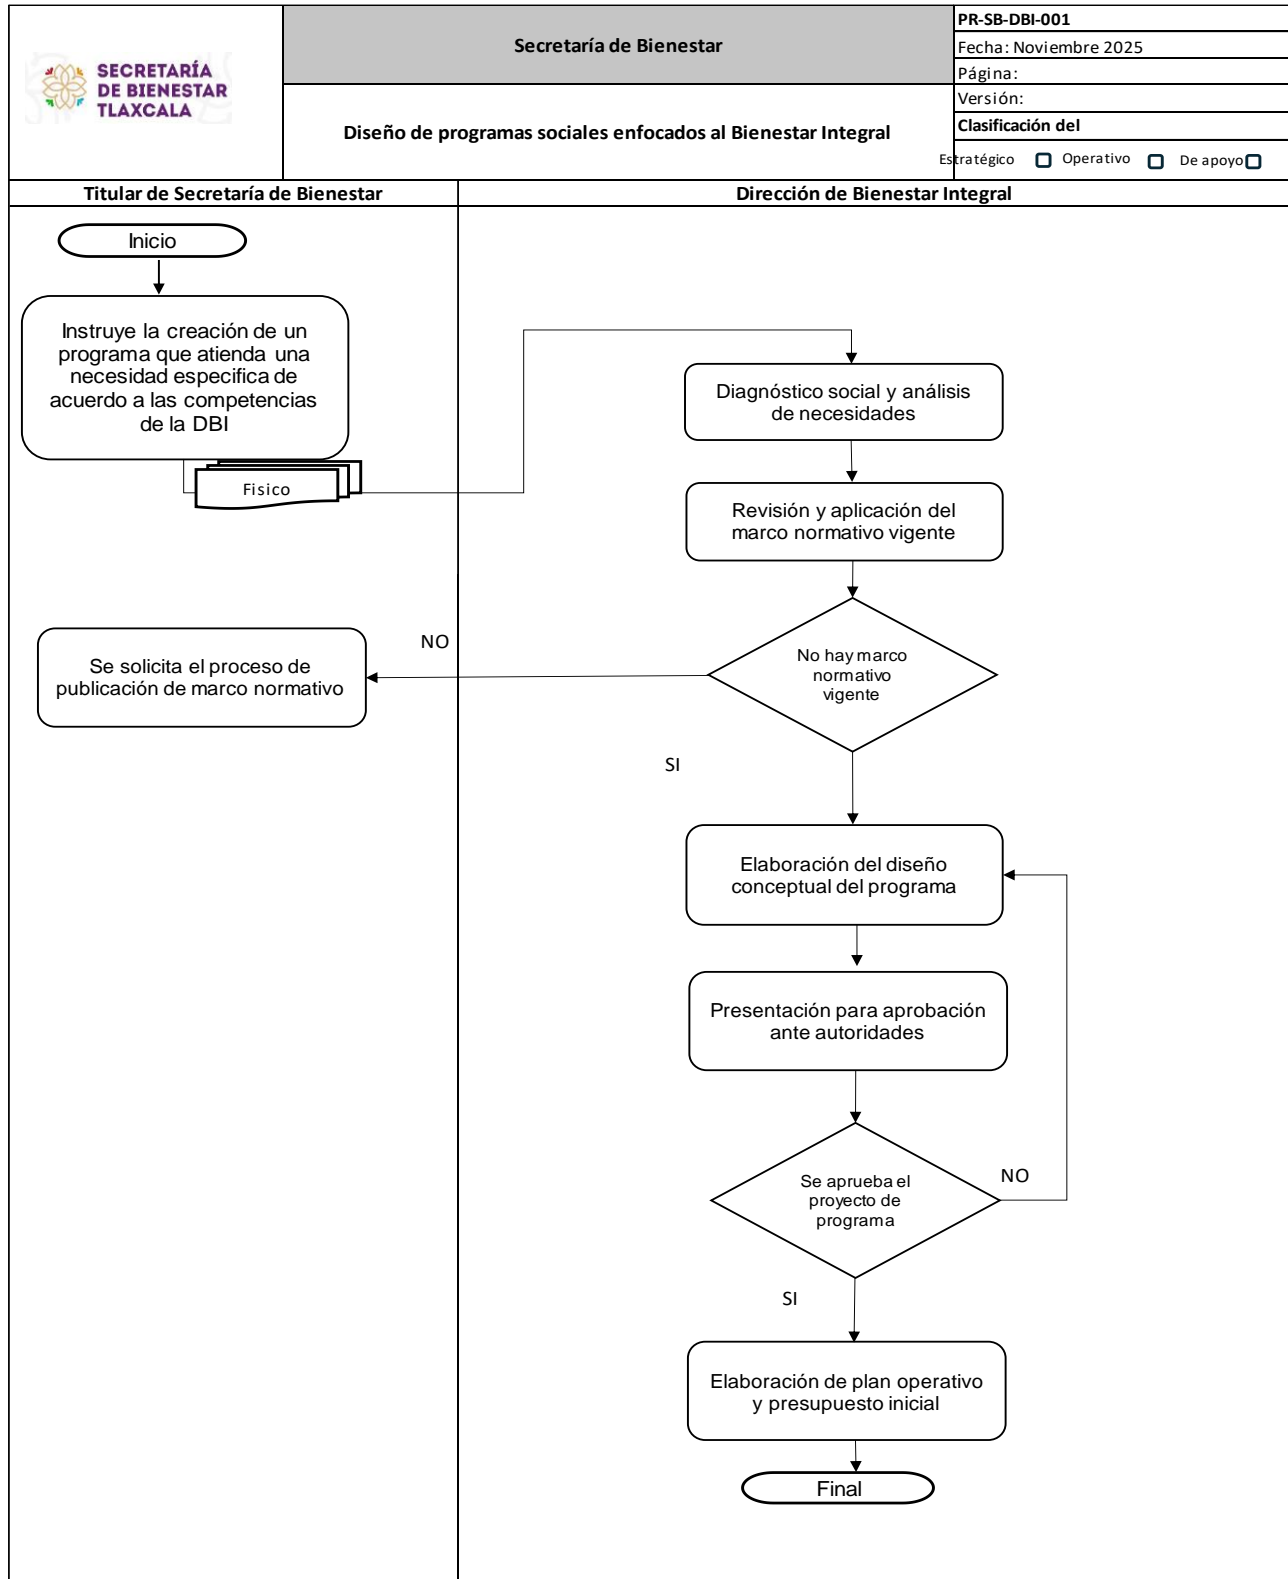 SECRETARÍA
DE BIENESTAR
TLAXCALA
Secretaría de Bienestar
Diseño de programas sociales enfocados al Bienestar Integral
PR-SB-DBI-001
Fecha: Noviembre 2025
Página:
Versión:
Clasificación del
Estratégico Operativo De apoyo
Titular de Secretaría de Bienestar
Dirección de Bienestar Integral
Inicio
Instruye la creación de un
programa que atienda una
necesidad especifica de
acuerdo a las competencias
de la DBI
Fisico
Diagnóstico social y análisis
de necesidades
Revisión y aplicación del
marco normativo vigente
No hay marco
normativo
vigente
NO
Se solicita el proceso de
publicación de marco normativo
SI
Elaboración del diseño
conceptual del programa
Presentación para aprobación
ante autoridades
Se aprueba el
proyecto de
programa
NO
SI
Elaboración de plan operativo
y presupuesto inicial
Final